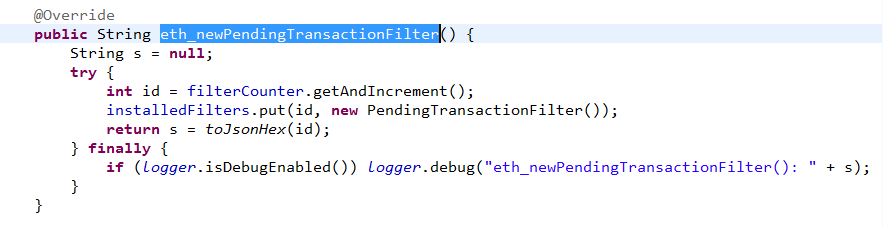 @Override
public String eth_newPendingTransactionFilter() {
String s = null;
try {
int id = filterCounter.getAndIncrement();
installedFilters.put(id, new PendingTransactionFilter());
return s = toJsonHex(id);
} finally {
if (logger.isDebugEnabled()) logger.debug("eth_newPendingTransactionFilter(): " + s);
}
}